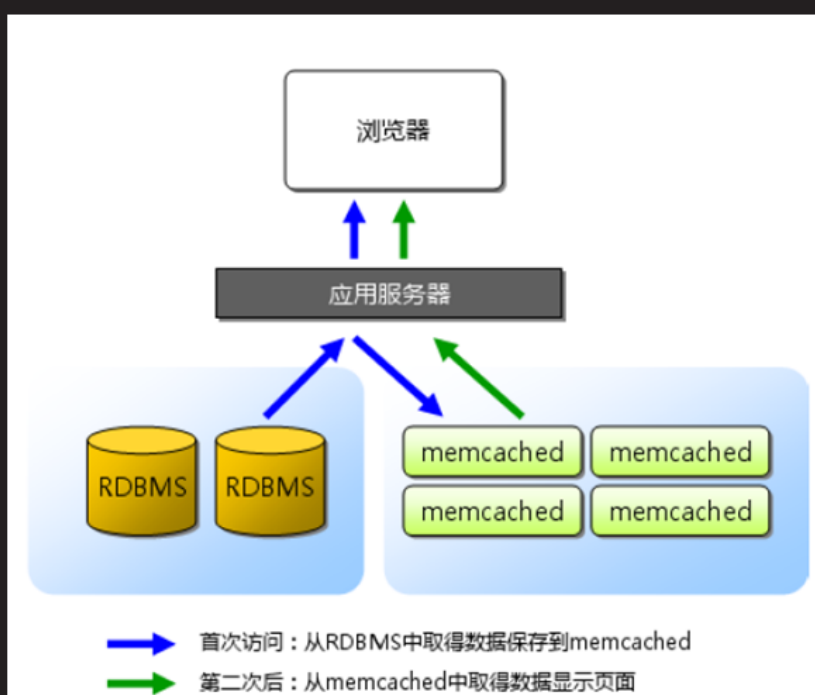 浏览器
应用服务器
RDBMS RDBMS
memcached memcached
memcached memcached
首次访问：从RDBMS中取得数据保存到memcached
第二次后：从memcached中取得数据显示页面